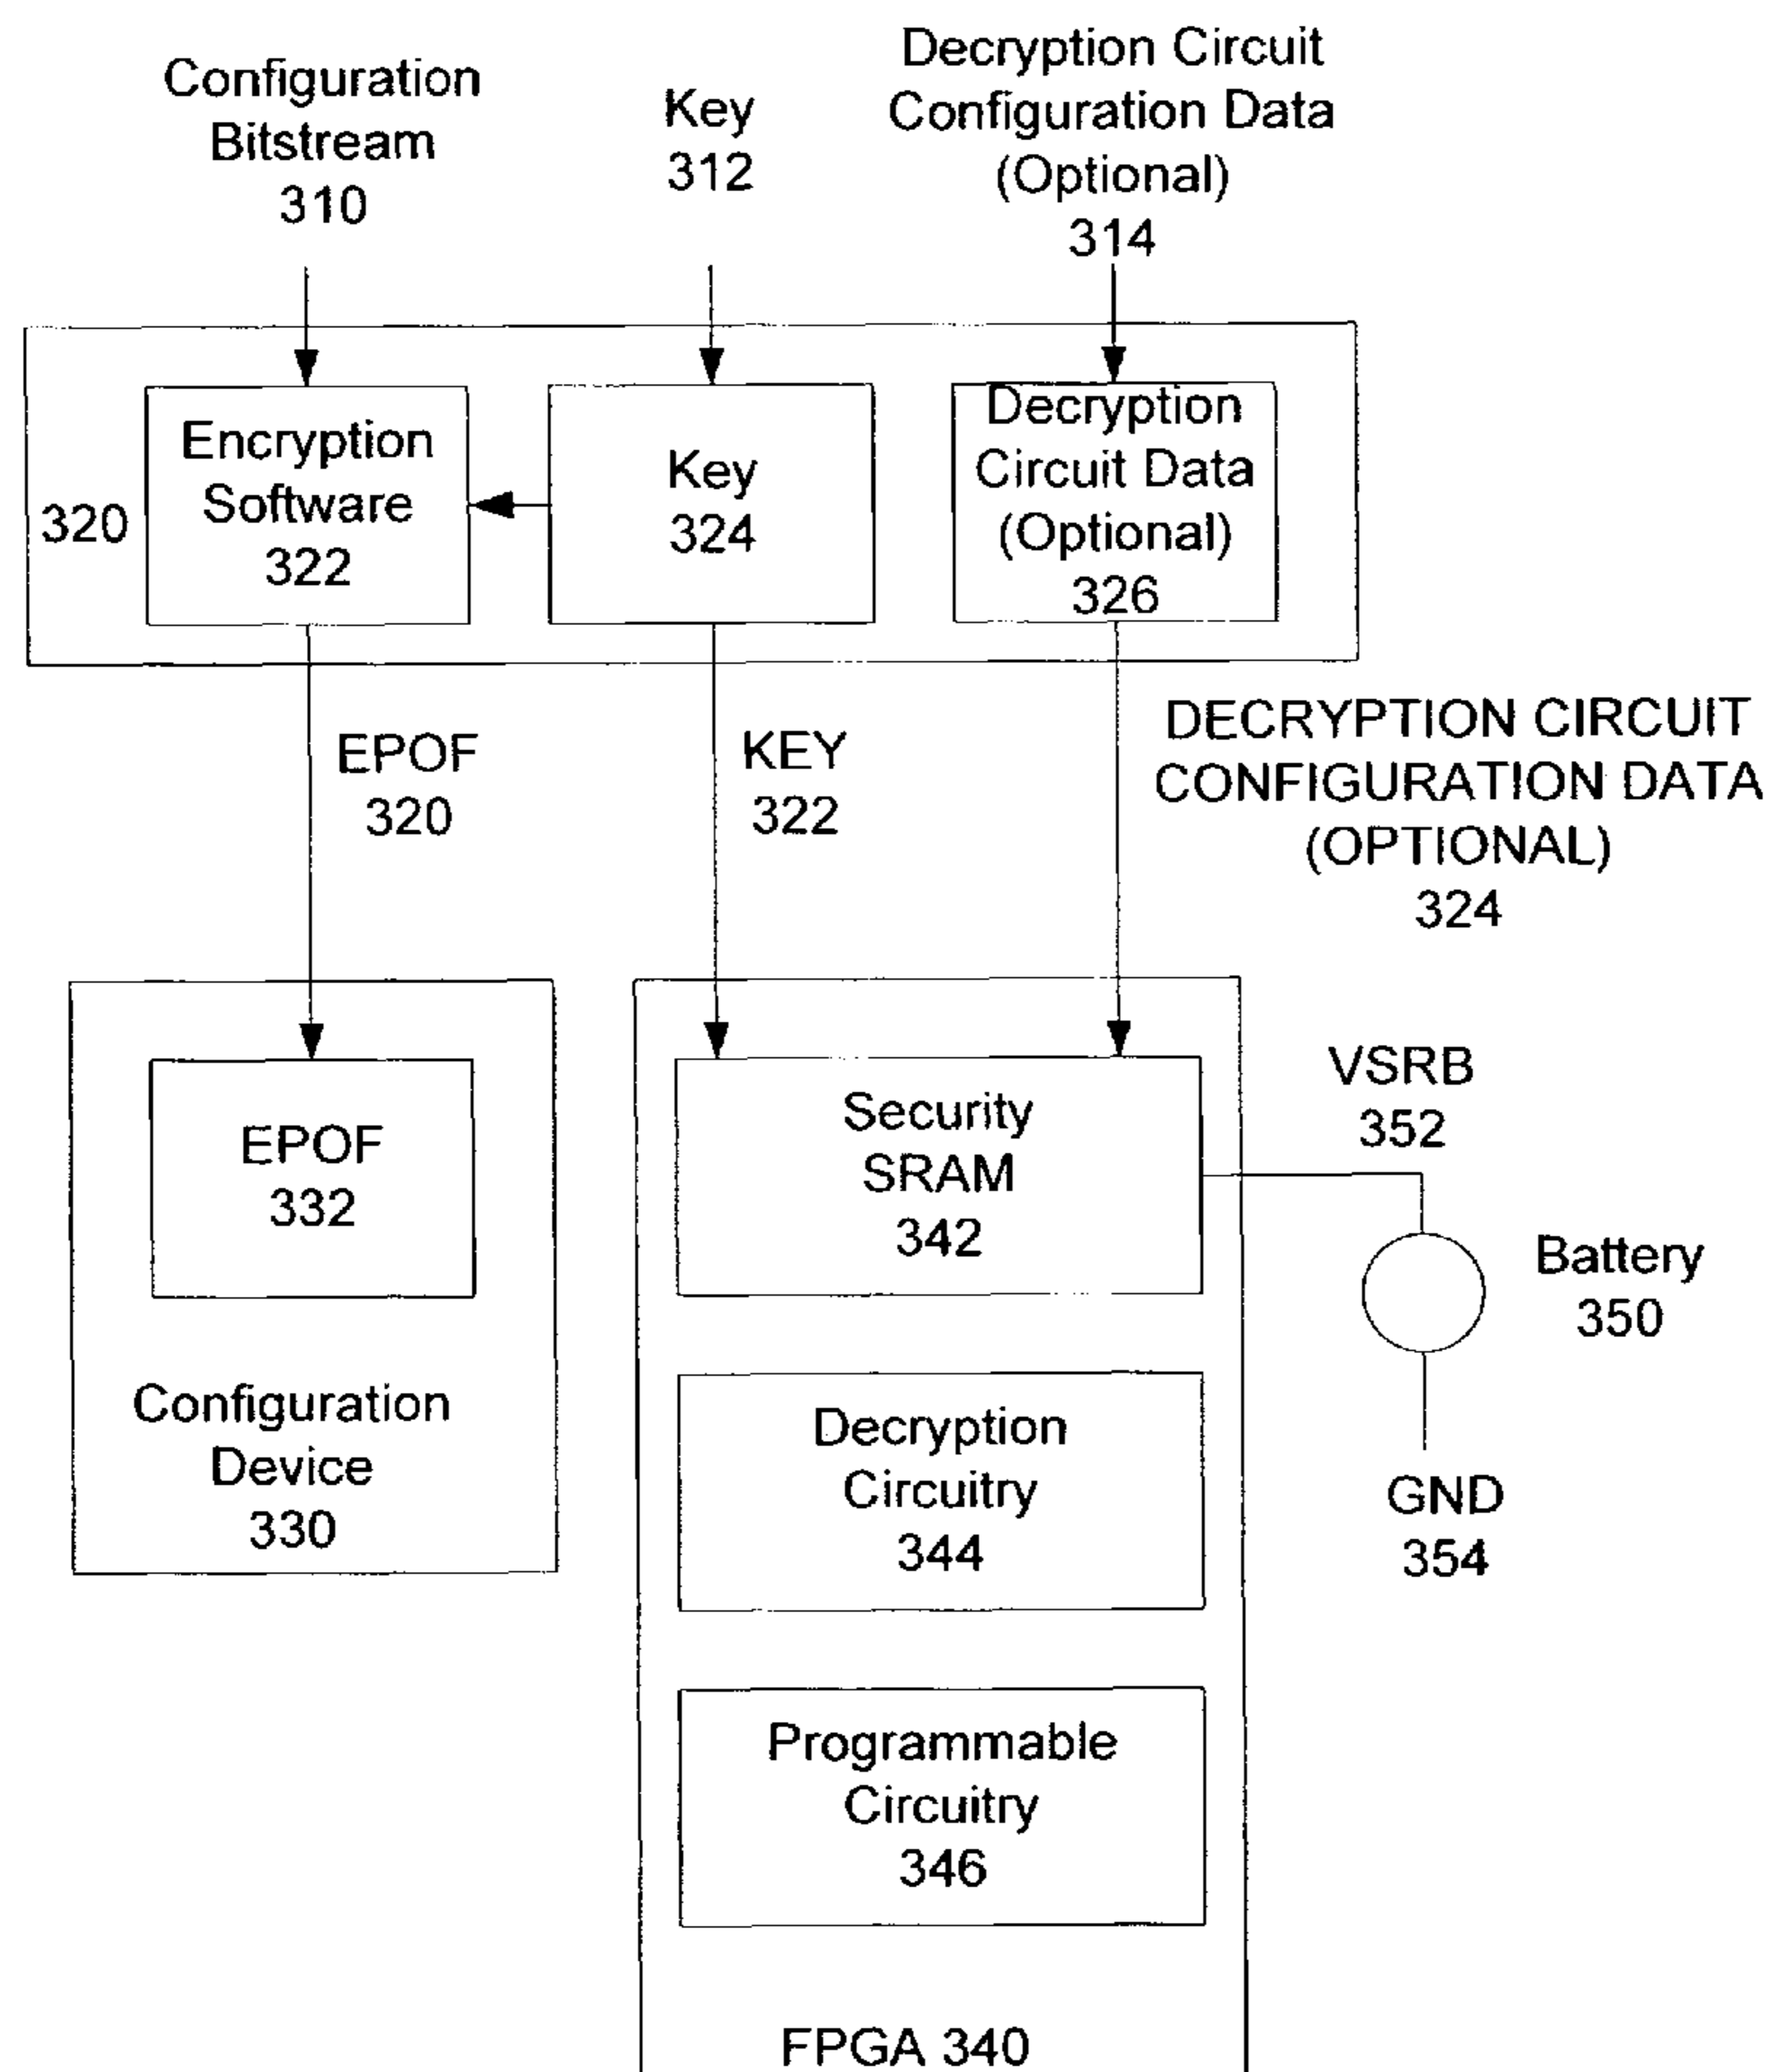 Configuration
Bitstream
310
Key
312
Decryption Circuit
Configuration Data
(Optional)
314
320
Encryption
Software
322
Key
324
Decryption
Circuit Data
(Optional)
326
EPOF
320
KEY
322
DECRYPTION CIRCUIT
CONFIGURATION DATA
(OPTIONAL)
324
EPOF
332
Configuration
Device
330
Security
SRAM
342
VSRB
352
Battery
350
GND
354
Decryption
Circuitry
344
Programmable
Circuitry
346
FPGA 340